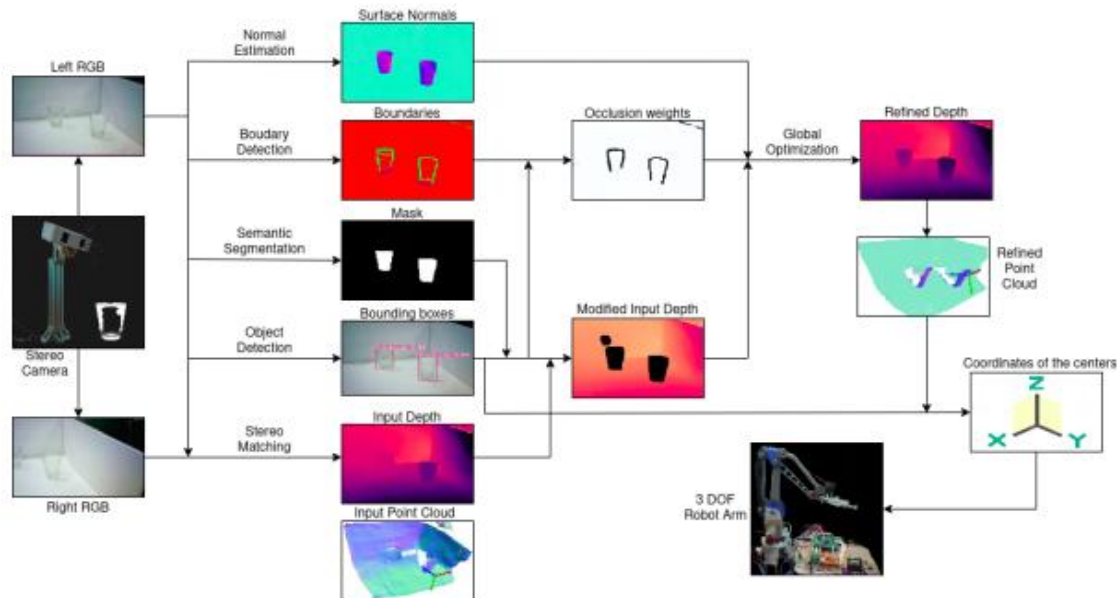 Surface Normals
Normal
Estimation
Left RGB
Boundaries
Occlusion weights
Refined Depth
Boudary
Detection
Global
Optimization
Mask
Semantic
Segmentation
Refined
Point
Cloud
Bounding boxes
Modified Input Depth
Object
Detection
Stereo
Camera
Coordinates of the centers
Z
X
Y
Input Depth
Stereo
Matching
Right RGB
3 DOF
Robot Arm
Input Point Cloud